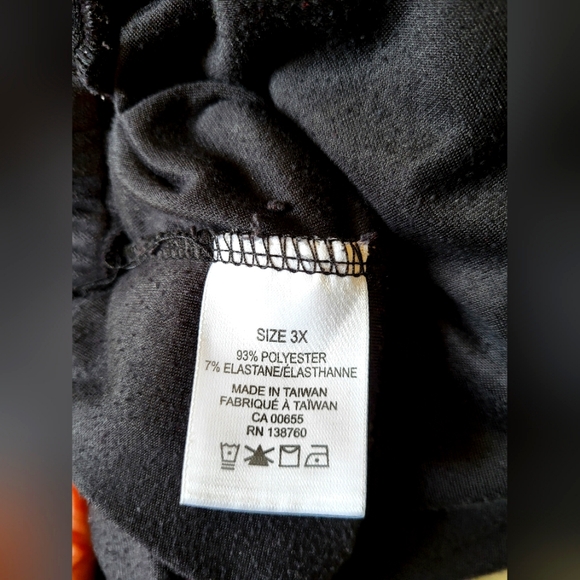 SIZE 3X
93% POLYESTER
7% ELASTANE/ÉLASTHANNE
MADE IN TAIWAN
FABRIQUÉ À TAÏWAN
CA 00655
RN 138760